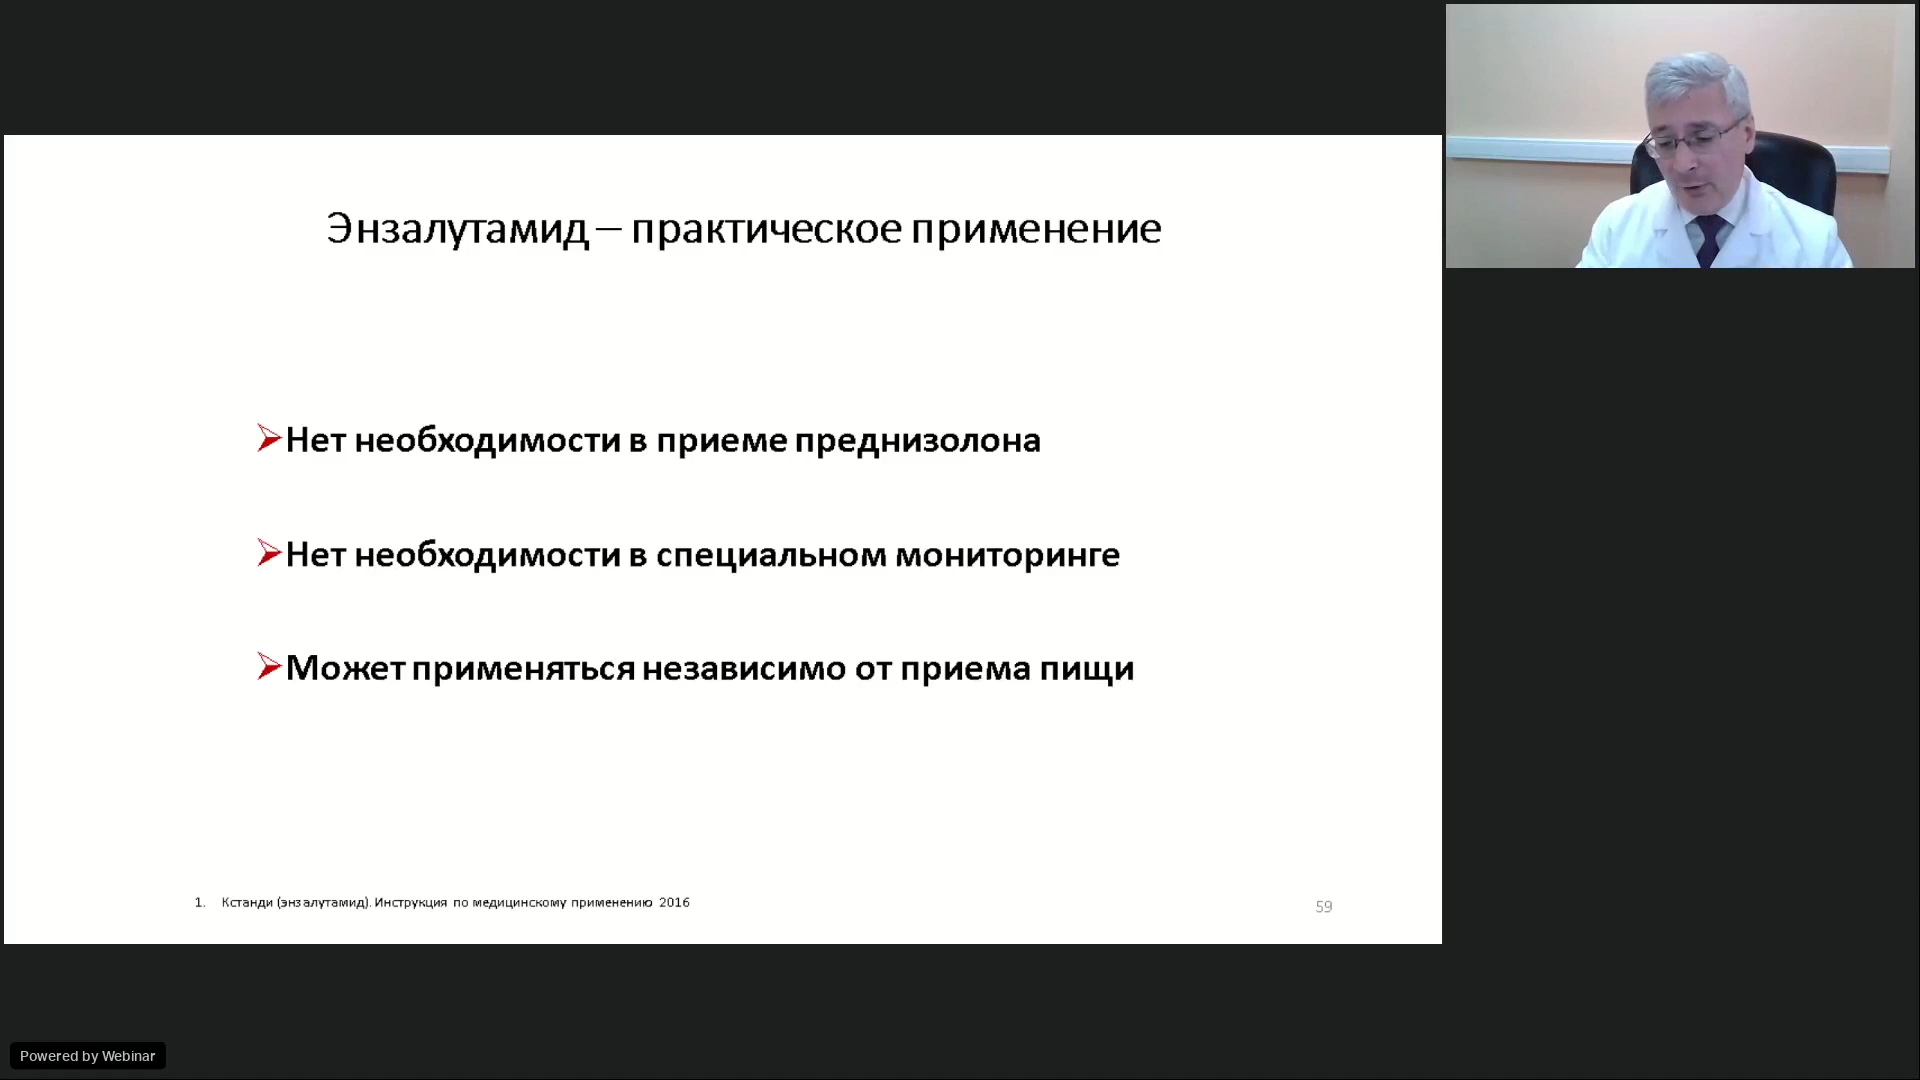 Энзалутамид – практическое применение
Нет необходимости в приеме преднизолона
Нет необходимости в специальном мониторинге
Может применяться независимо от приема пищи
1. Кстанди (энзалутамид). Инструкция по медицинскому применению 2016
59
Powered by Webinar